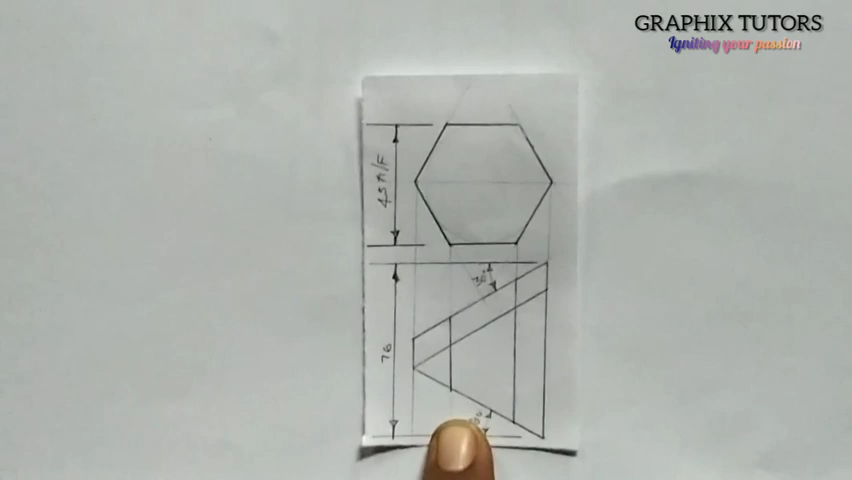 GRAPHIX TUTORS
Igniting your passion
45 A/F
30°
76